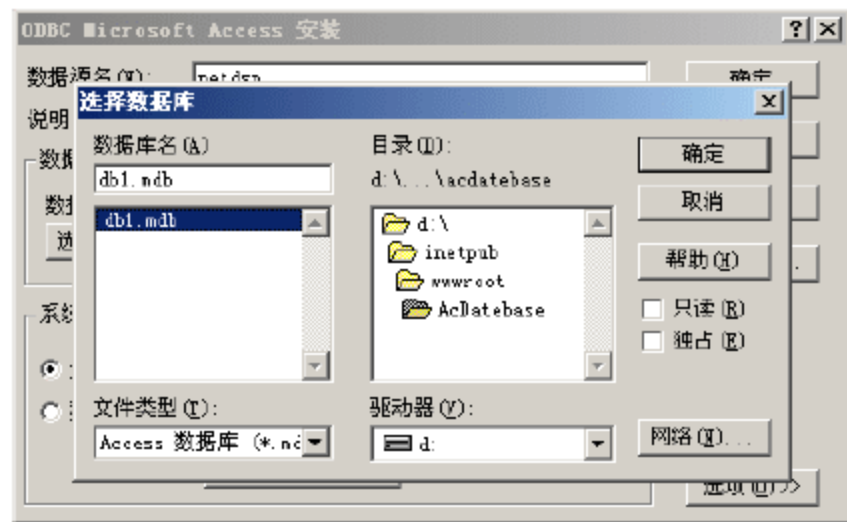 ODBC Microsoft Access 安装
数据源名(N): netdsn
确定
说明
选择数据库
数据库名(A)
db1.mdb
db1.mdb
目录(D):
d:\...\acdatebase
d:\
inetpub
wwwroot
AcDatebase
确定
取消
帮助(H)
只读(R)
独占(E)
文件类型(T):
Access 数据库 (*.md
驱动器(V):
d:
网络(N)...
选项(O)>>